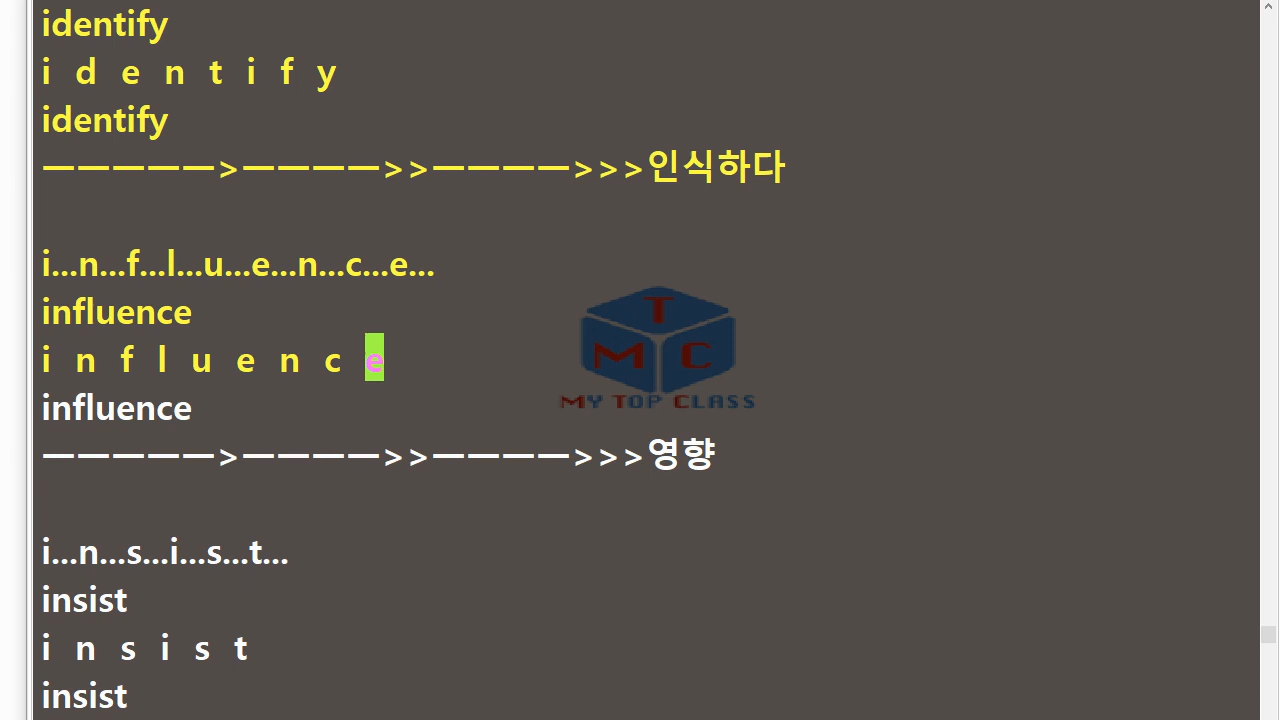 identify
i d e n t i f y
identify
—————>————>>————>>>인식하다
i...n...f...l...u...e...n...c...e...
influence
i n f l u e n c e
influence
—————>————>>————>>>영향
i...n...s...i...s...t...
insist
i n s i s t
insist
T
M C
MY TOP CLASS